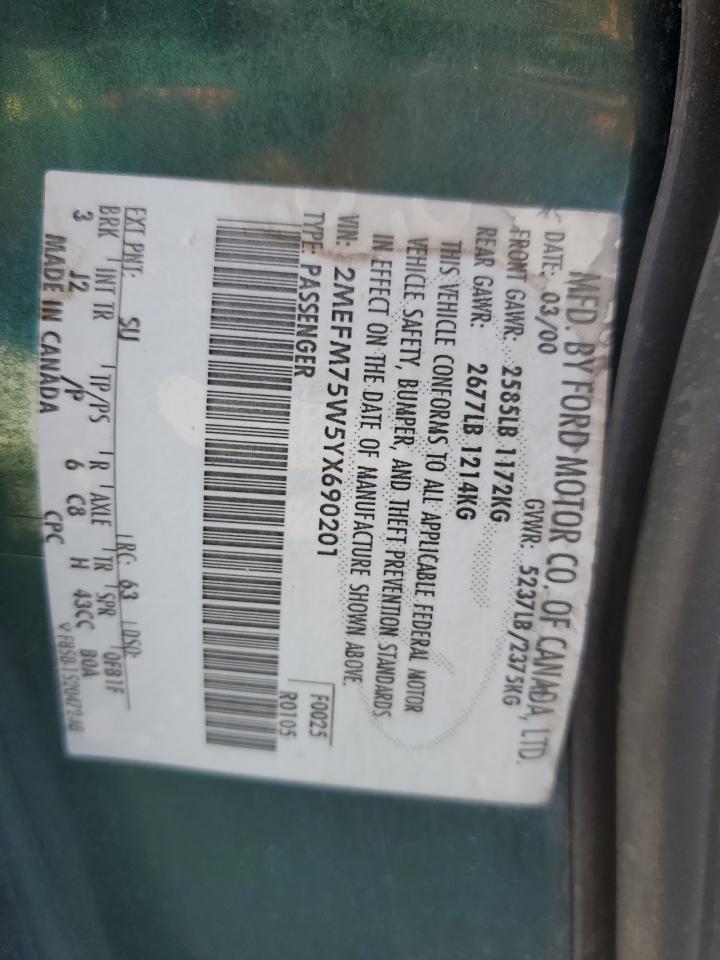 MFD. BY FORD MOTOR CO. OF CANADA, LTD.
DATE: 03/00 GVWR: 5237LB/2375KG
FRONT GAWR: 2585LB 1172KG
REAR GAWR: 2677LB 1214KG
THIS VEHICLE CONFORMS TO ALL APPLICABLE FEDERAL MOTOR
VEHICLE SAFETY, BUMPER, AND THEFT PREVENTION STANDARDS
IN EFFECT ON THE DATE OF MANUFACTURE SHOWN ABOVE.
VIN: 2MEFM75W5YX690201
TYPE: PASSENGER
F0025
R0105
EXT PNT: SU RC: 63 DSO:
BRK INT TR TP/PS R AXLE TR SPR 0FB1F
3 J2 /P 6 C8 H 43CC B0A
MADE IN CANADA CPC